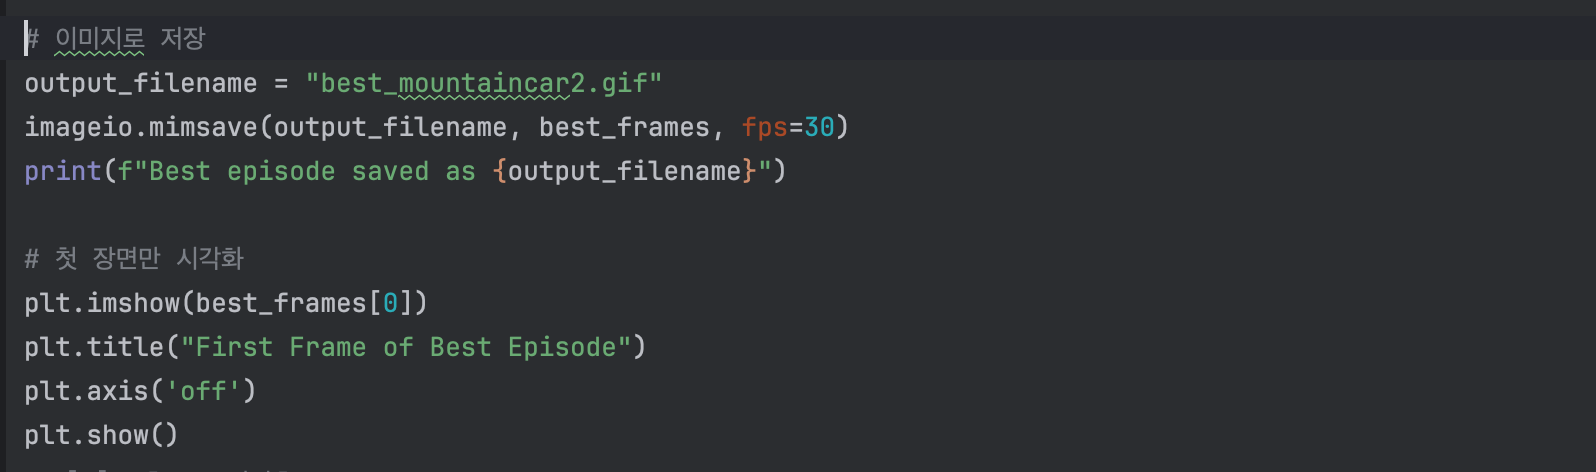 # 이미지로 저장
output_filename = "best_mountaincar2.gif"
imageio.mimsave(output_filename, best_frames, fps=30)
print(f"Best episode saved as {output_filename}")
# 첫 장면만 시각화
plt.imshow(best_frames[0])
plt.title("First Frame of Best Episode")
plt.axis('off')
plt.show()